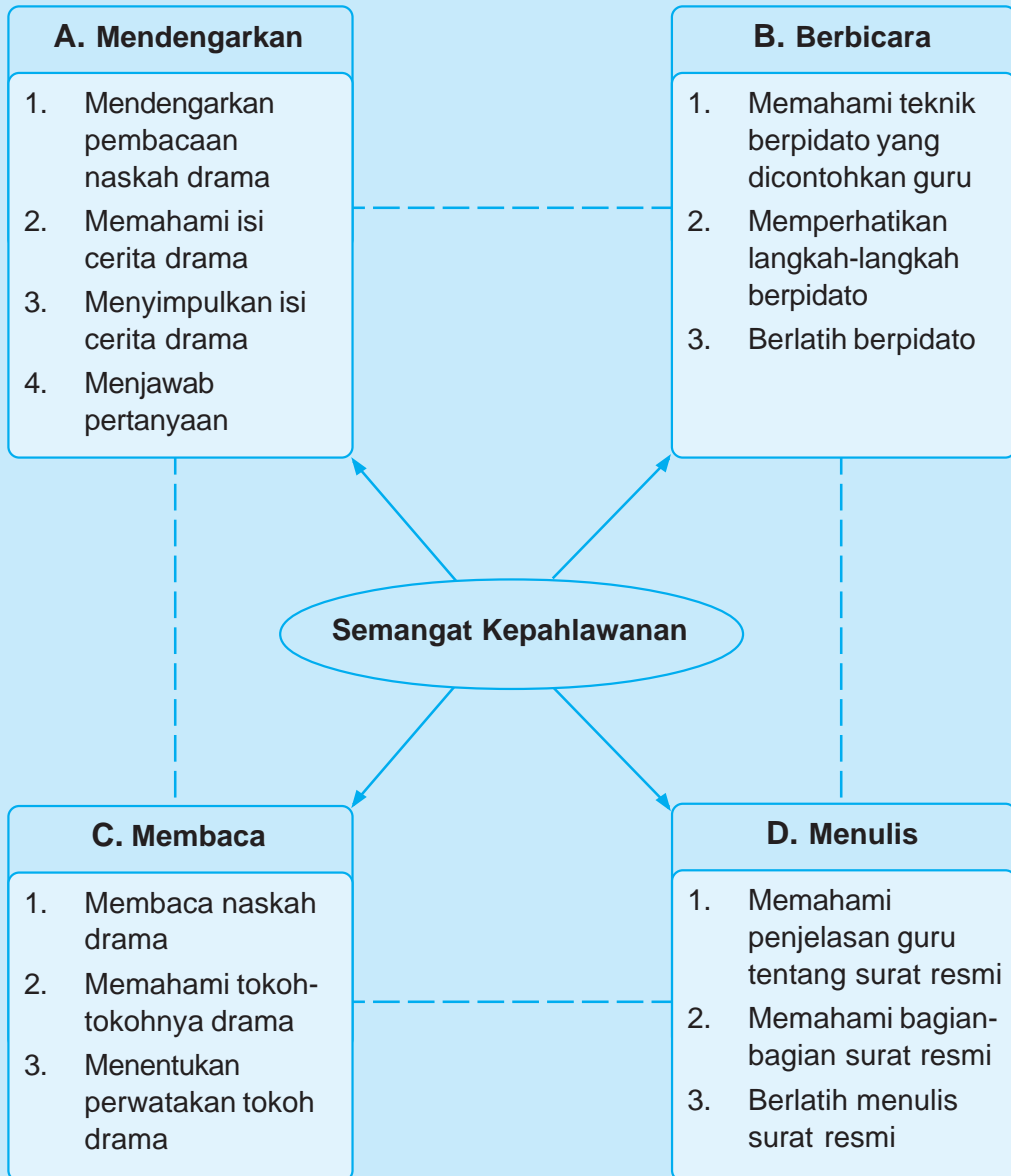 A. Mendengarkan
1. Mendengarkan
pembacaan
naskah drama
2. Memahami isi
cerita drama
3. Menyimpulkan isi
cerita drama
4. Menjawab
pertanyaan
B. Berbicara
1. Memahami teknik
berpidato yang
dicontohkan guru
2. Memperhatikan
langkah-langkah
berpidato
3. Berlatih berpidato
Semangat Kepahlawanan
C. Membaca
1. Membaca naskah
drama
2. Memahami tokoh-
tokohnya drama
3. Menentukan
perwatakan tokoh
drama
D. Menulis
1. Memahami
penjelasan guru
tentang surat resmi
2. Memahami bagian-
bagian surat resmi
3. Berlatih menulis
surat resmi